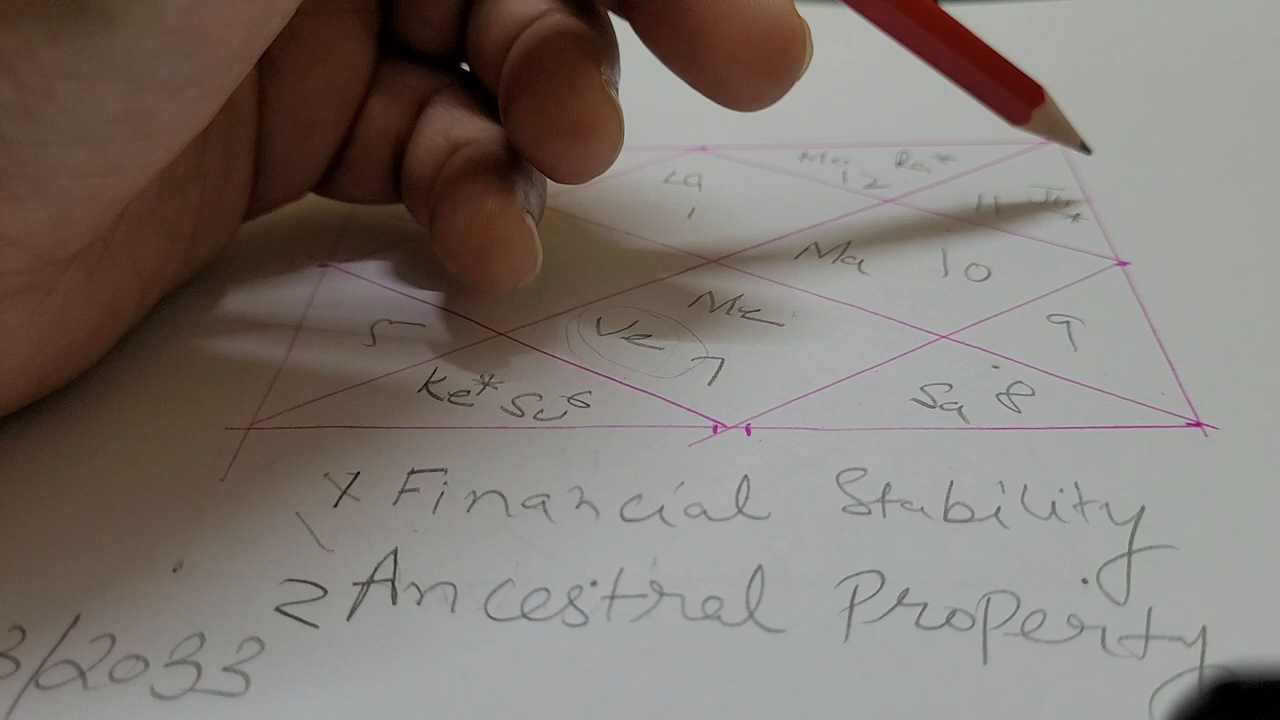 La
1
12 Ra*
11 Ju*
Ma 10
Me
Ve 7
5
9
Ke* Su 6
Sa 8
Financial Stability
2 Ancestral Property
3/2033